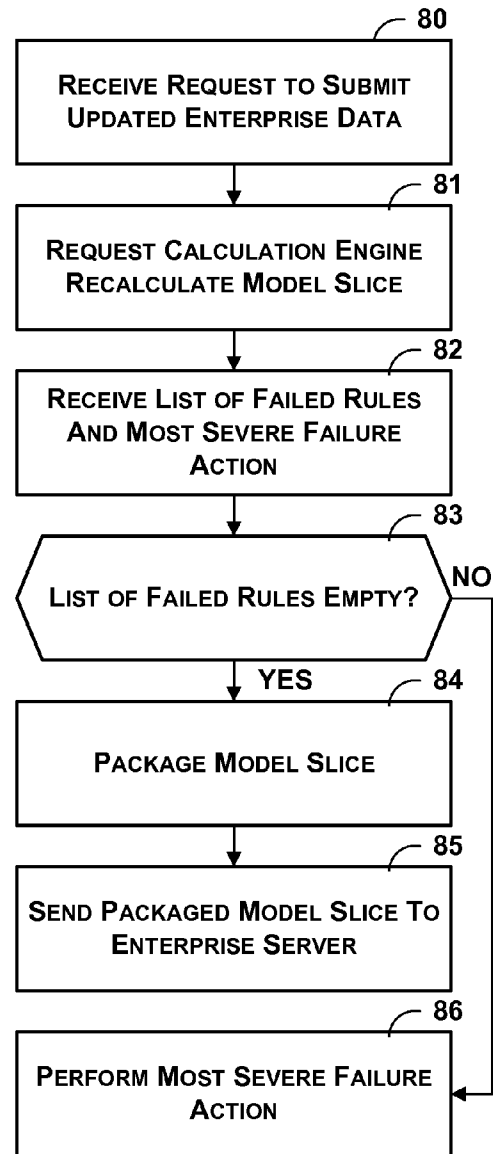 80
RECEIVE REQUEST TO SUBMIT
UPDATED ENTERPRISE DATA
81
REQUEST CALCULATION ENGINE
RECALCULATE MODEL SLICE
82
RECEIVE LIST OF FAILED RULES
AND MOST SEVERE FAILURE
ACTION
83
LIST OF FAILED RULES EMPTY?
NO
YES
84
PACKAGE MODEL SLICE
85
SEND PACKAGED MODEL SLICE TO
ENTERPRISE SERVER
86
PERFORM MOST SEVERE FAILURE
ACTION